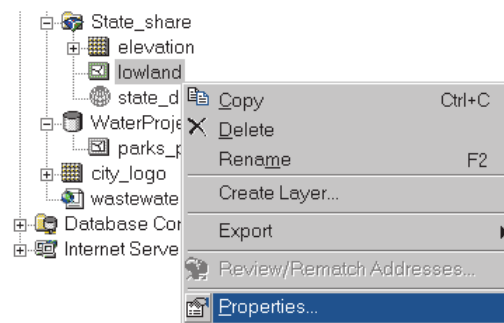 State_share
elevation
lowland
state_d
WaterProje
parks_p
city_logo
wastewate
Database Con
Internet Serve
Copy Ctrl+C
Delete
Rename F2
Create Layer...
Export
Review/Rematch Addresses...
Properties...